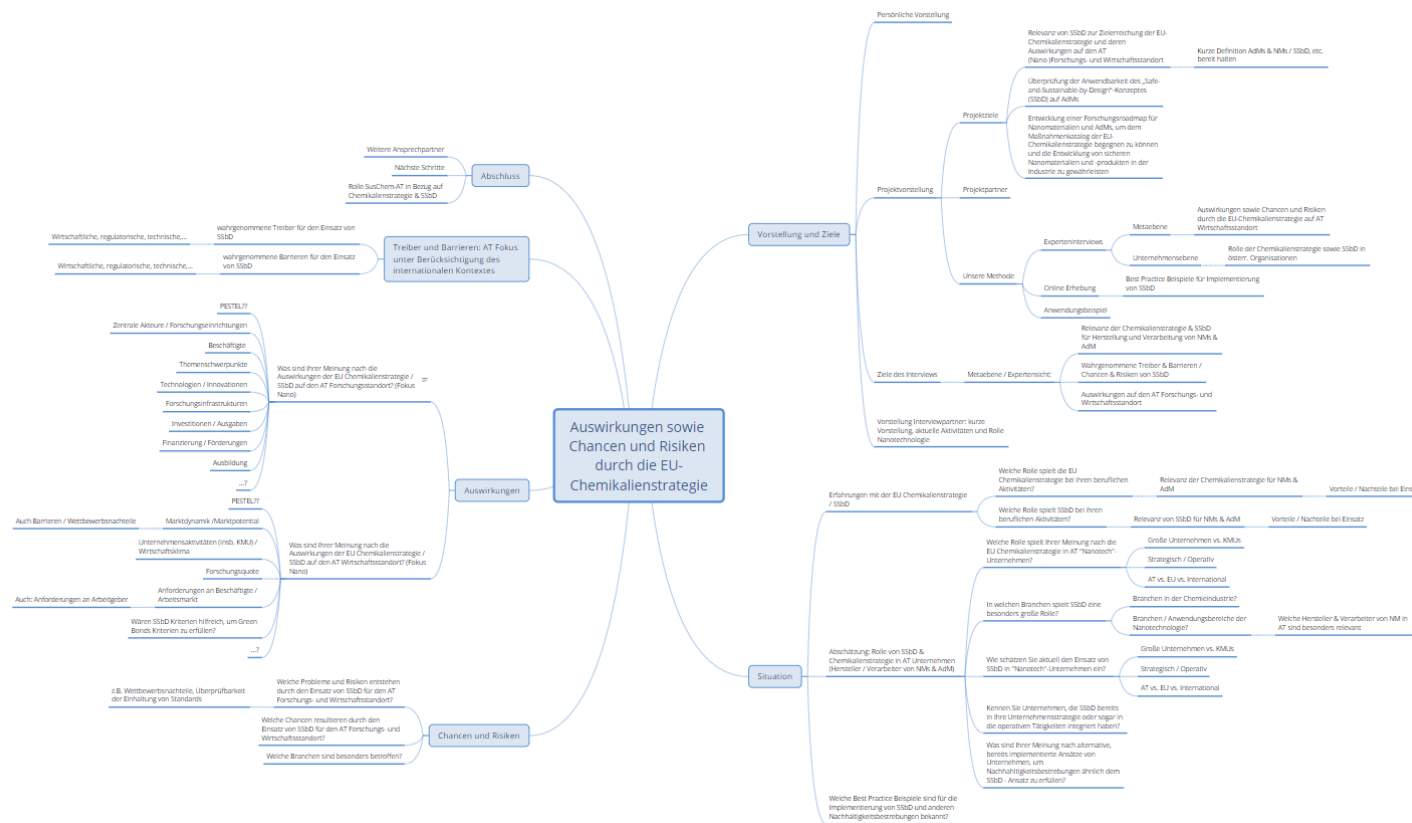 Auswirkungen sowie
Chancen und Risiken
durch die EU-
Chemikalienstrategie
Vorstellung und Ziele
Persönliche Vorstellung
Projektvorstellung
Projektziele
Relevanz von SSbD zur Zielerreichung der EU-
Chemikalienstrategie und deren
Auswirkungen auf den AT
(Nano-)Forschungs- und Wirtschaftsstandort
Kurze Definition AdMs & NMs / SSbD, etc.
bereit halten
Überprüfung der Anwendbarkeit des „Safe-
and-Sustainable-by-Design"-Konzeptes
(SSbD) auf AdMs
Entwicklung einer Forschungsroadmap für
Nanomaterialien und AdMs, um dem
Maßnahmenkatalog der EU-
Chemikalienstrategie begegnen zu können
und die Entwicklung von sicheren
Nanomaterialien und -produkten in der
Industrie zu gewährleisten
Projektpartner
Unsere Methode
Experteninterviews
Metaebene
Auswirkungen sowie Chancen und Risiken
durch die EU-Chemikalienstrategie auf AT
Wirtschaftsstandort
Unternehmensebene
Rolle der Chemikalienstrategie sowie SSbD in
österr. Organisationen
Online Erhebung
Best Practice Beispiele für Implementierung
von SSbD
Anwendungsbeispiel
Ziele des Interviews
Metaebene / Expertensicht:
Relevanz der Chemikalienstrategie & SSbD
für Herstellung und Verarbeitung von NMs &
AdM
Wahrgenommene Treiber & Barrieren /
Chancen & Risiken von SSbD
Auswirkungen auf den AT Forschungs- und
Wirtschaftsstandort
Vorstellung Interviewpartner: kurze
Vorstellung, aktuelle Aktivitäten und Rolle
Nanotechnologie
Situation
Erfahrungen mit der EU Chemikalienstrategie
/ SSbD
Welche Rolle spielt die EU
Chemikalienstrategie bei Ihren beruflichen
Aktivitäten?
Relevanz der Chemikalienstrategie für NMs &
AdM
Vorteile / Nachteile bei Eins
Welche Rolle spielt SSbD bei Ihren
beruflichen Aktivitäten?
Relevanz von SSbD für NMs & AdM
Vorteile / Nachteile bei Einsatz
Abschätzung: Rolle von SSbD &
Chemikalienstrategie in AT Unternehmen
(Hersteller / Verarbeiter von NMs & AdM)
Welche Rolle spielt Ihrer Meinung nach die
EU Chemikalienstrategie in AT "Nanotech"-
Unternehmen?
Große Unternehmen vs. KMUs
Strategisch / Operativ
AT vs. EU vs. International
In welchen Branchen spielt SSbD eine
besonders große Rolle?
Branchen in der Chemieindustrie?
Branchen / Anwendungsbereiche der
Nanotechnologie?
Welche Hersteller & Verarbeiter von NM in
AT sind besonders relevant
Wie schätzen Sie aktuell den Einsatz von
SSbD in "Nanotech"-Unternehmen ein?
Große Unternehmen vs. KMUs
Strategisch / Operativ
AT vs. EU vs. International
Kennen Sie Unternehmen, die SSbD bereits
in Ihre Unternehmensstrategie oder sogar in
die operativen Tätigkeiten integriert haben?
Was sind Ihrer Meinung nach alternative,
bereits implementierte Ansätze von
Unternehmen, um
Nachhhaltigkeitsbestrebungen ähnlich dem
SSbD - Ansatz zu erfüllen?
Welche Best Practice Beispiele sind für die
Implementierung von SSbD und anderen
Nachhaltigkeitsbestrebungen bekannt?
Abschluss
Weitere Ansprechpartner
Nächste Schritte
Rolle SusChem-AT in Bezug auf
Chemikalienstrategie & SSbD
Treiber und Barrieren: AT Fokus
unter Berücksichtigung des
internationalen Kontextes
wahrgenommene Treiber für den Einsatz von
SSbD
Wirtschaftliche, regulatorische, technische,...
wahrgenommene Barrieren für den Einsatz
von SSbD
Wirtschaftliche, regulatorische, technische,...
Auswirkungen
Was sind Ihrer Meinung nach die
Auswirkungen der EU Chemikalienstrategie /
SSbD auf den AT Forschungsstandort? (Fokus
Nano)
PESTEL??
Zentrale Akteure / Forschungseinrichtungen
Beschäftigte
Themenschwerpunkte
Technologien / Innovationen
Forschungsinfrastrukturen
Investitionen / Ausgaben
Finanzierung / Förderungen
Ausbildung
...?
Was sind Ihrer Meinung nach die
Auswirkungen der EU Chemikalienstrategie /
SSbD auf den AT Wirtschaftsstandort? (Fokus
Nano)
PESTEL??
Marktdynamik /Marktpotential
Auch Barrieren / Wettbewerbsnachteile
Unternehmensaktivitäten (insb. KMU) /
Wirtschaftsklima
Forschungsquote
Anforderungen an Beschäftigte /
Arbeitsmarkt
Auch: Anforderungen an Arbeitgeber
Wären SSbD Kriterien hilfreich, um Green
Bonds Kriterien zu erfüllen?
...?
Chancen und Risiken
Welche Probleme und Risiken entstehen
durch den Einsatz von SSbD für den AT
Forschungs- und Wirtschaftsstandort?
z.B. Wettbewerbsnachteile, Überprüfbarkeit
der Einhaltung von Standards
Welche Chancen resultieren durch den
Einsatz von SSbD für den AT Forschungs- und
Wirtschaftsstandort?
Welche Branchen sind besonders betroffen?